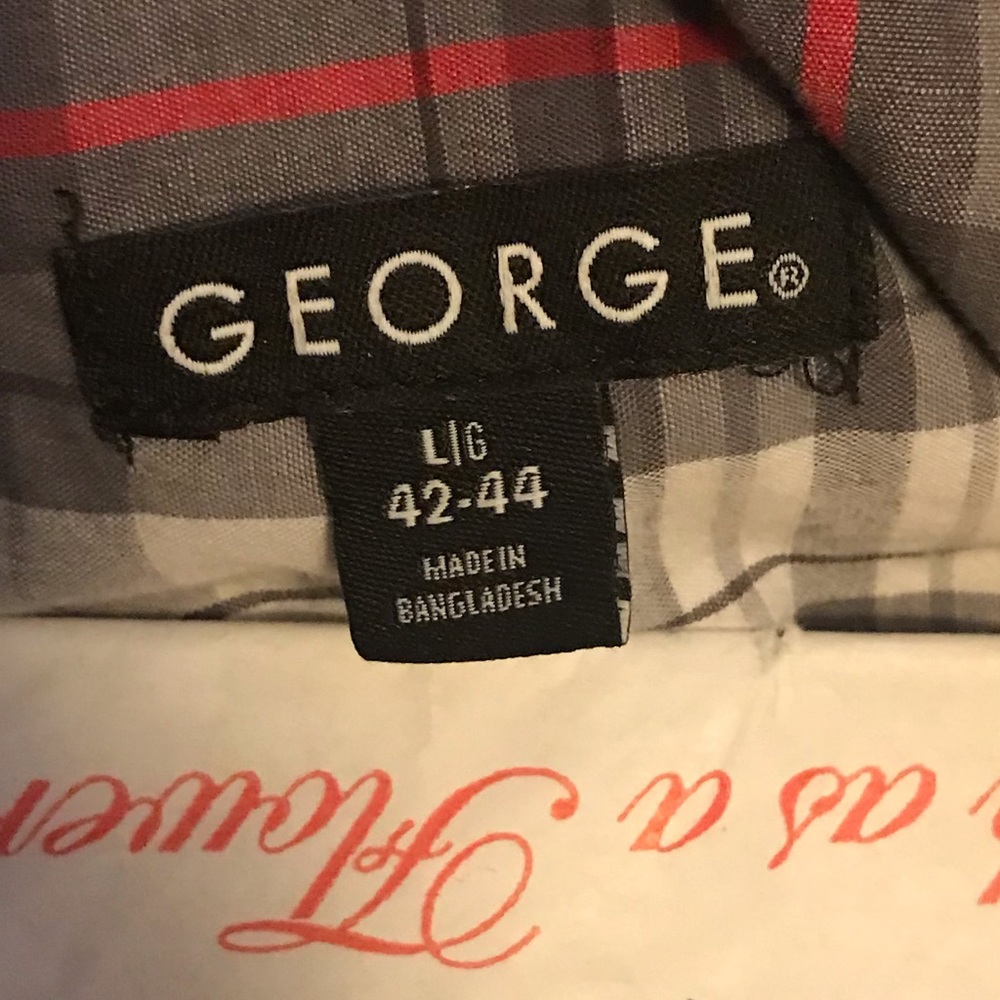 GEORGE®
L/G
42-44
MADE IN
BANGLADESH
as a Flower